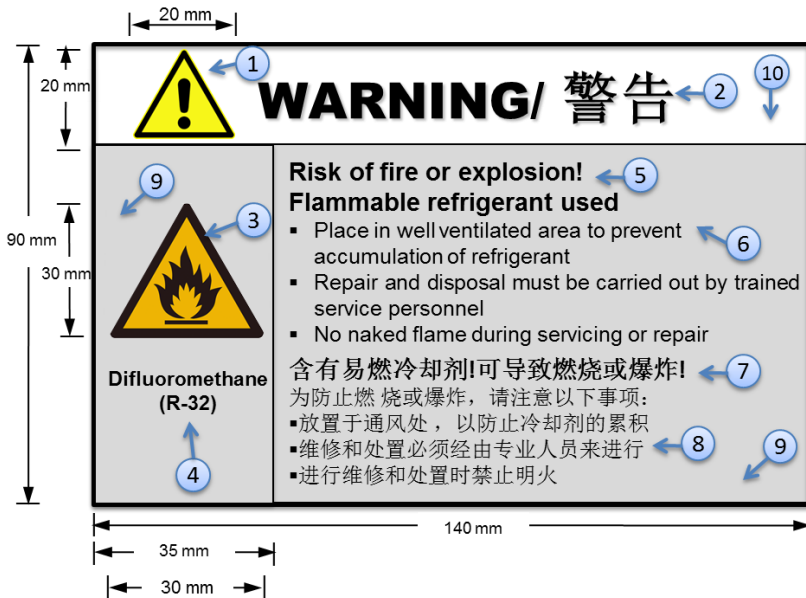 20 mm
1
10
20 mm
WARNING/ 警告
2
9
Risk of fire or explosion!
5
Flammable refrigerant used
3
▪ Place in well ventilated area to prevent
accumulation of refrigerant
6
90 mm
30 mm
▪ Repair and disposal must be carried out by trained
service personnel
▪ No naked flame during servicing or repair
Difluoromethane
(R-32)
4
含有易燃冷却剂!可导致燃烧或爆炸!
7
为防止燃 烧或爆炸，请注意以下事项：
▪放置于通风处 ，以防止冷却剂的累积
▪维修和处置必须经由专业人员来进行
8
▪进行维修和处置时禁止明火
9
140 mm
35 mm
30 mm